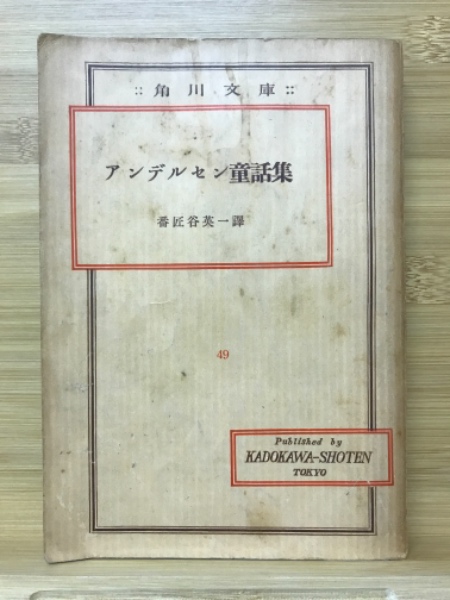 :: 角川文庫 ::
アンデルセン童話集
番匠谷英一譯
49
Published by
KADOKAWA-SHOTEN
TOKYO